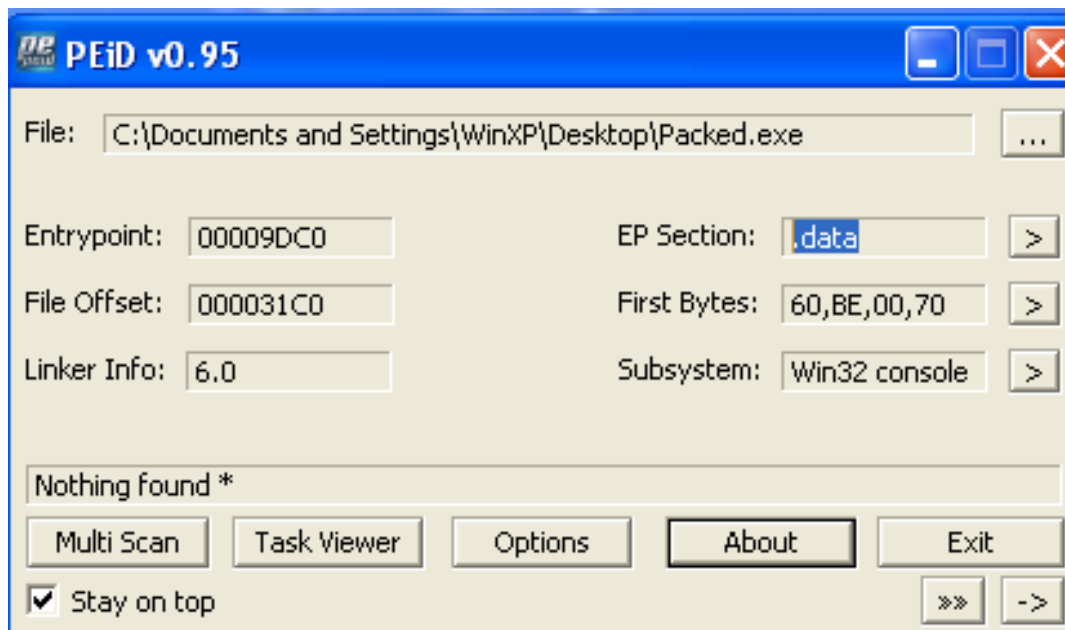 PEiD v0.95
File: C:\Documents and Settings\WinXP\Desktop\Packed.exe ...
Entrypoint: 00009DC0 EP Section: .data >
File Offset: 000031C0 First Bytes: 60,BE,00,70 >
Linker Info: 6.0 Subsystem: Win32 console >
Nothing found *
Multi Scan Task Viewer Options About Exit
Stay on top »» ->